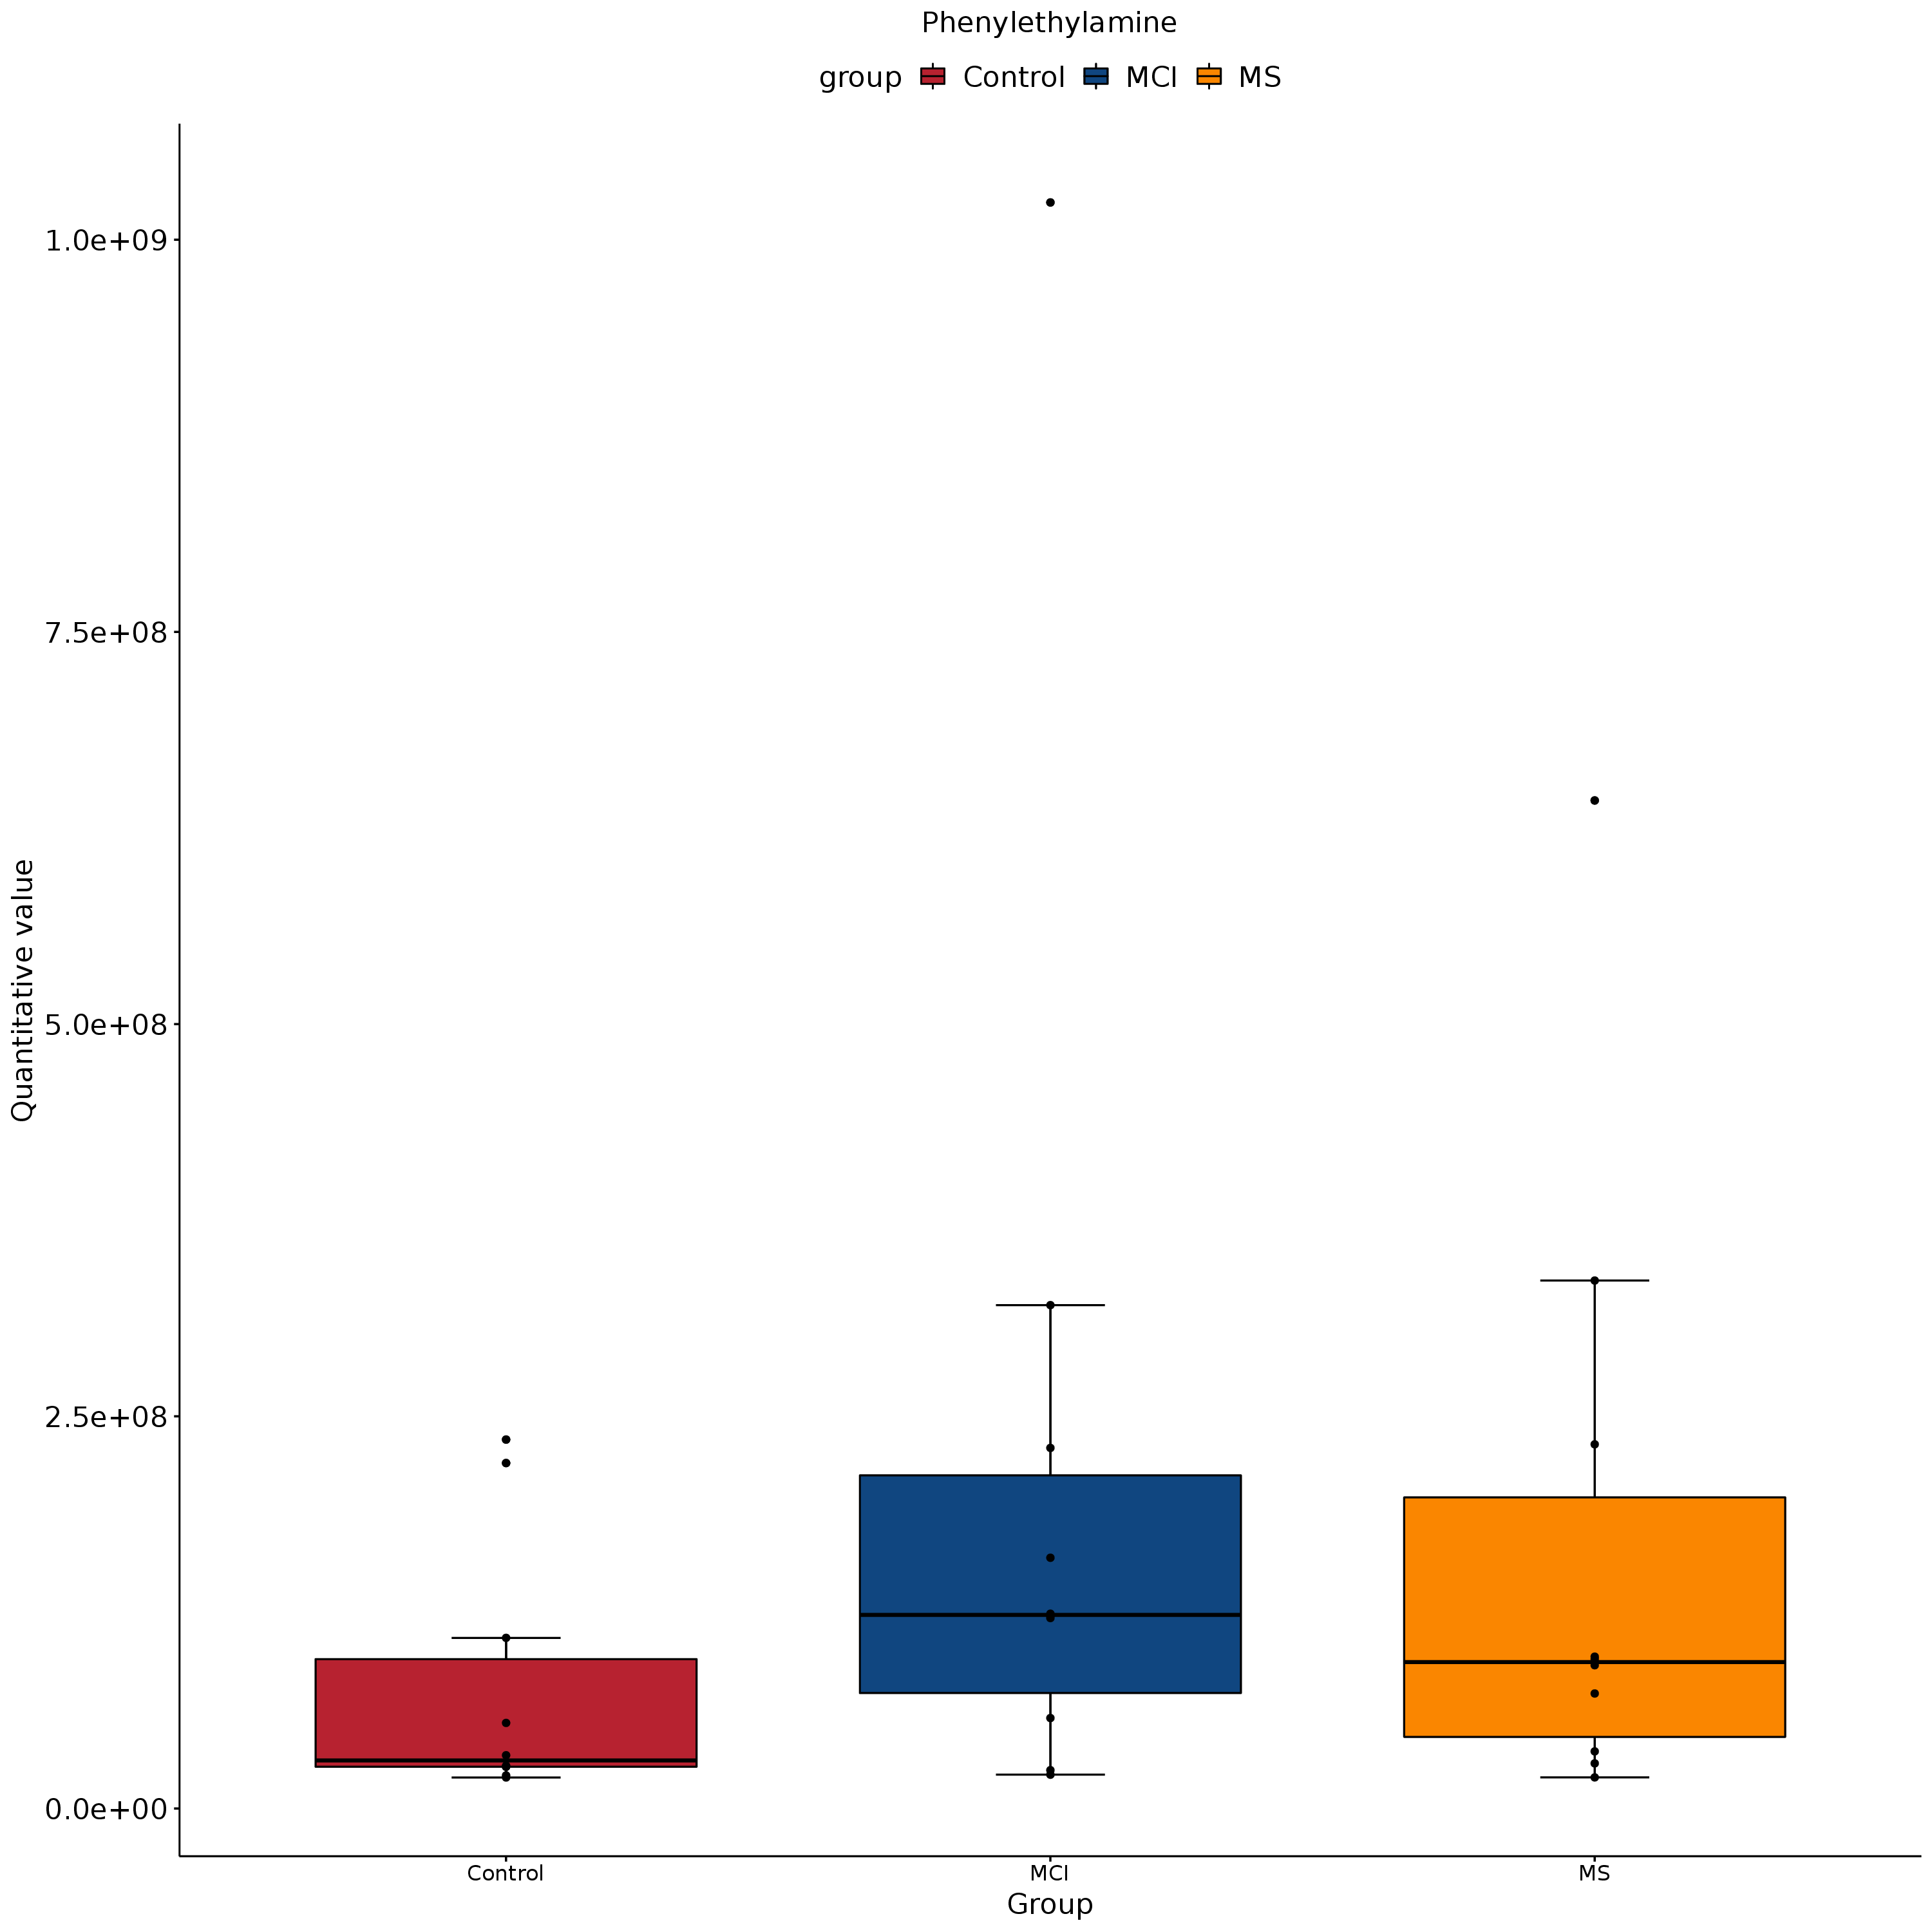 Phenylethylamine
group Control MCI MS
1.0e+09
7.5e+08
5.0e+08
2.5e+08
0.0e+00
Quantitative value
Control MCI MS
Group